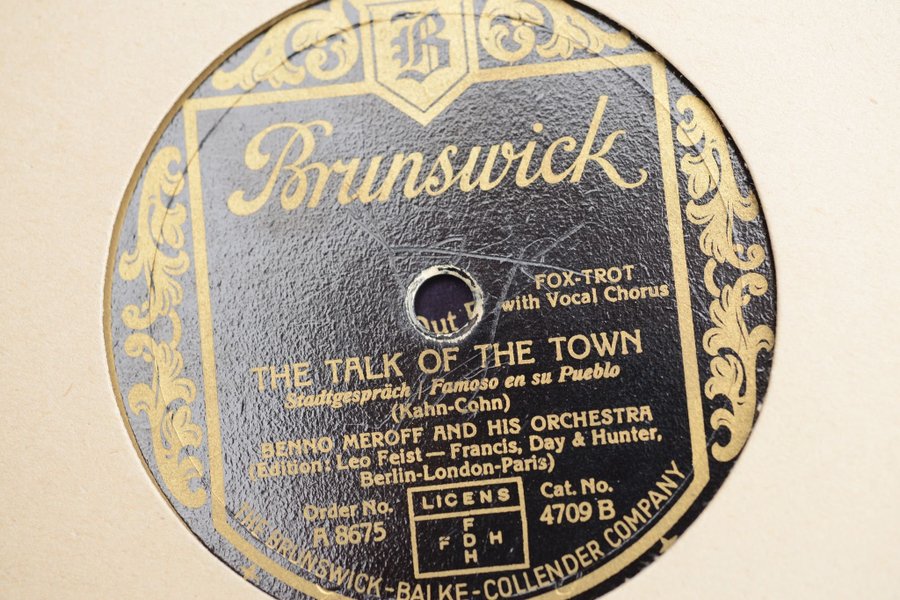 B
Brunswick
FOX-TROT
with Vocal Chorus
THE TALK OF THE TOWN
Stadtgespräch | Famoso en su Pueblo
(Kahn-Cohn)
BENNO MEROFF AND HIS ORCHESTRA
(Edition: Leo Feist — Francis, Day & Hunter,
Berlin-London-Paris)
Order No.
A 8675
LICENS
F
F D H
H
Cat. No.
4709 B
THE BRUNSWICK-BALKE-COLLENDER COMPANY